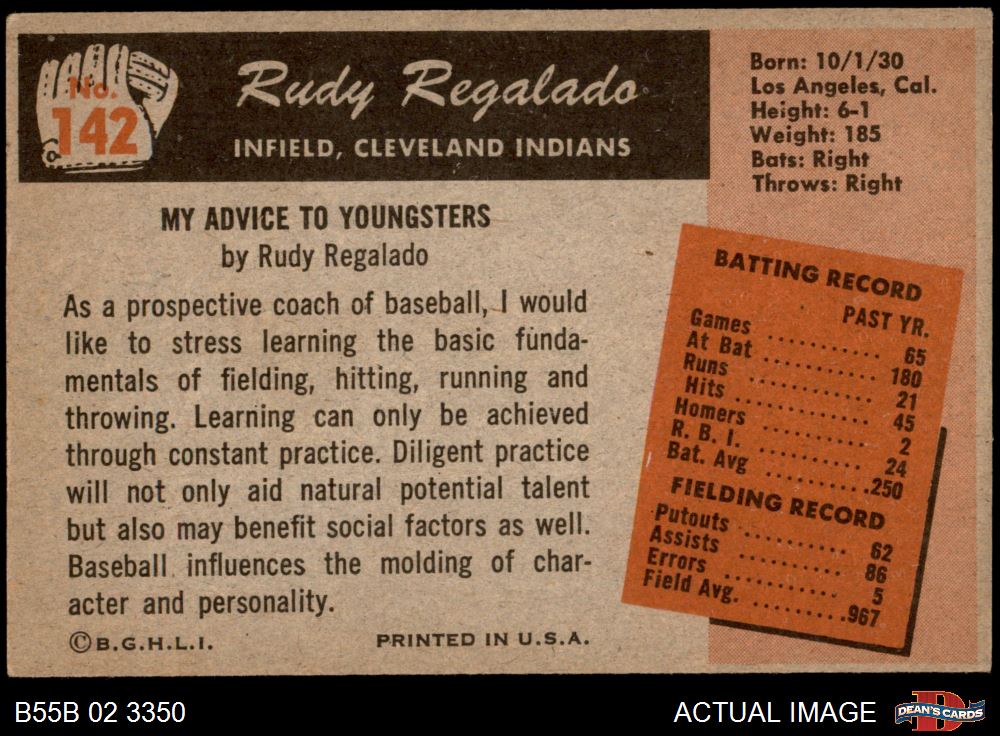 No.
142
Rudy Regalado
INFIELD, CLEVELAND INDIANS
Born: 10/1/30
Los Angeles, Cal.
Height: 6-1
Weight: 185
Bats: Right
Throws: Right
MY ADVICE TO YOUNGSTERS
by Rudy Regalado
As a prospective coach of baseball, I would
like to stress learning the basic funda-
mentals of fielding, hitting, running and
throwing. Learning can only be achieved
through constant practice. Diligent practice
will not only aid natural potential talent
but also may benefit social factors as well.
Baseball influences the molding of char-
acter and personality.
©B.G.H.L.I. PRINTED IN U.S.A.
BATTING RECORD
PAST YR.
Games .......... 65
At Bat .......... 180
Runs .......... 21
Hits .......... 45
Homers .......... 2
R. B. I. .......... 24
Bat. Avg .......... .250
FIELDING RECORD
Putouts .......... 62
Assists .......... 86
Errors .......... 5
Field Avg. .......... .967
B55B 02 3350 ACTUAL IMAGE DEAN'S CARDS